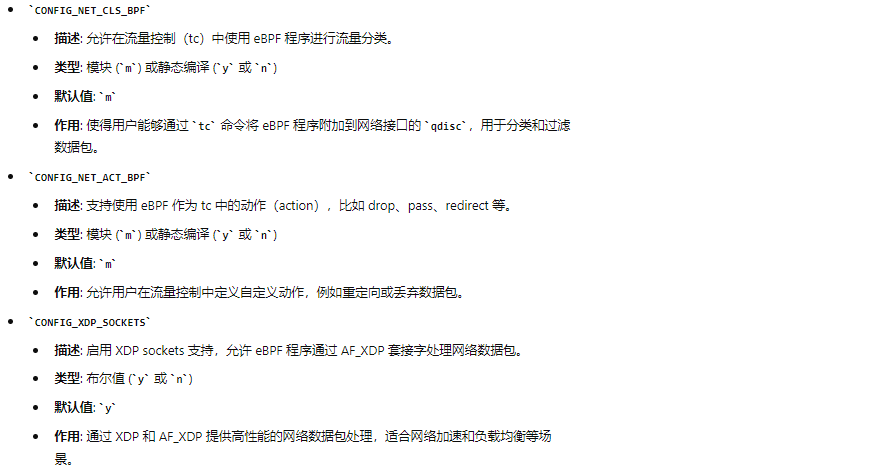 `CONFIG_NET_CLS_BPF`
描述: 允许在流量控制（tc）中使用 eBPF 程序进行流量分类。
类型: 模块 (`m`) 或静态编译 (`y` 或 `n`)
默认值: `m`
作用: 使得用户能够通过 `tc` 命令将 eBPF 程序附加到网络接口的 `qdisc`，用于分类和过滤
数据包。
`CONFIG_NET_ACT_BPF`
描述: 支持使用 eBPF 作为 tc 中的动作（action），比如 drop、pass、redirect 等。
类型: 模块 (`m`) 或静态编译 (`y` 或 `n`)
默认值: `m`
作用: 允许用户在流量控制中定义自定义动作，例如重定向或丢弃数据包。
`CONFIG_XDP_SOCKETS`
描述: 启用 XDP sockets 支持，允许 eBPF 程序通过 AF_XDP 套接字处理网络数据包。
类型: 布尔值 (`y` 或 `n`)
默认值: `y`
作用: 通过 XDP 和 AF_XDP 提供高性能的网络数据包处理，适合网络加速和负载均衡等场
景。